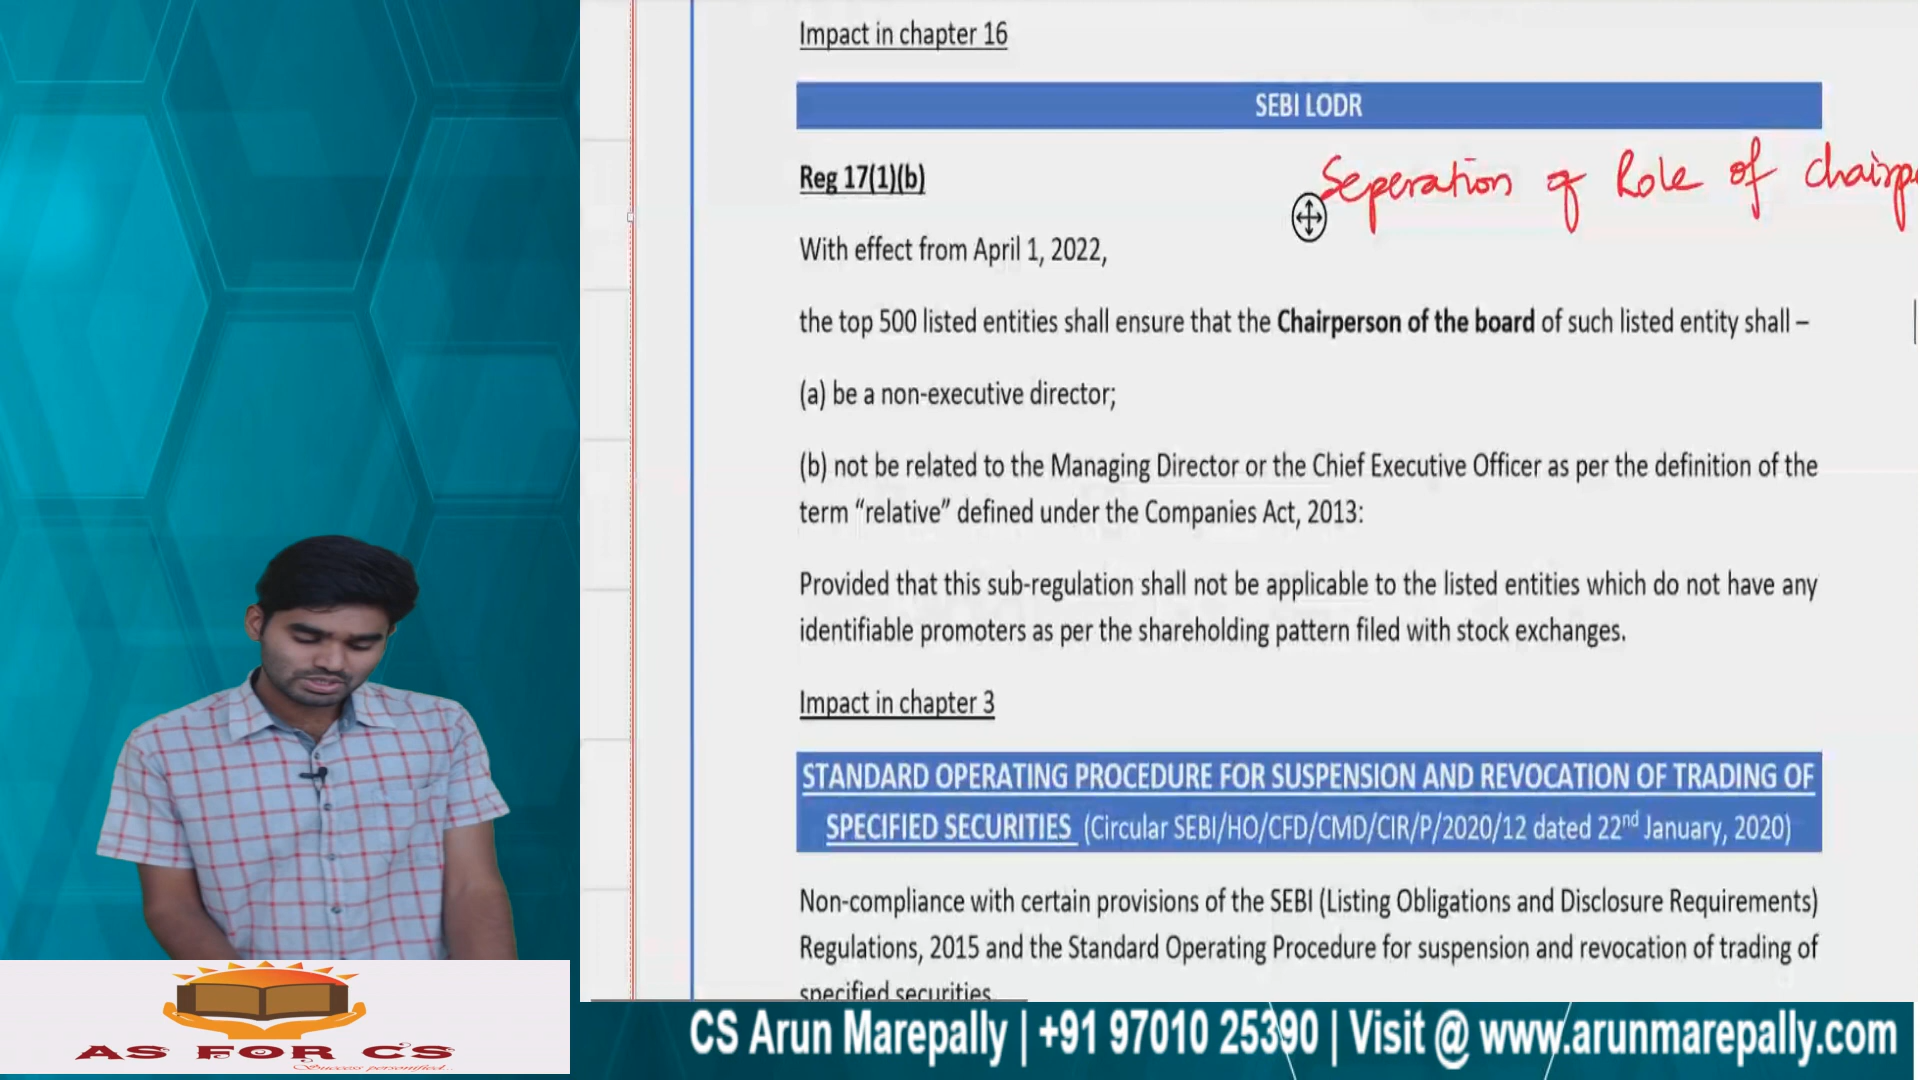 Impact in chapter 16
SEBI LODR
Reg 17(1)(b)
Seperation of Role of Chairpe
With effect from April 1, 2022,
the top 500 listed entities shall ensure that the Chairperson of the board of such listed entity shall –
(a) be a non-executive director;
(b) not be related to the Managing Director or the Chief Executive Officer as per the definition of the
term “relative” defined under the Companies Act, 2013:
Provided that this sub-regulation shall not be applicable to the listed entities which do not have any
identifiable promoters as per the shareholding pattern filed with stock exchanges.
Impact in chapter 3
STANDARD OPERATING PROCEDURE FOR SUSPENSION AND REVOCATION OF TRADING OF
SPECIFIED SECURITIES (Circular SEBI/HO/CFD/CMD/CIR/P/2020/12 dated 22nd January, 2020)
Non-compliance with certain provisions of the SEBI (Listing Obligations and Disclosure Requirements)
Regulations, 2015 and the Standard Operating Procedure for suspension and revocation of trading of
specified securities.
AS FOR CS
Success personified...
CS Arun Marepally | +91 97010 25390 | Visit @ www.arunmarepally.com